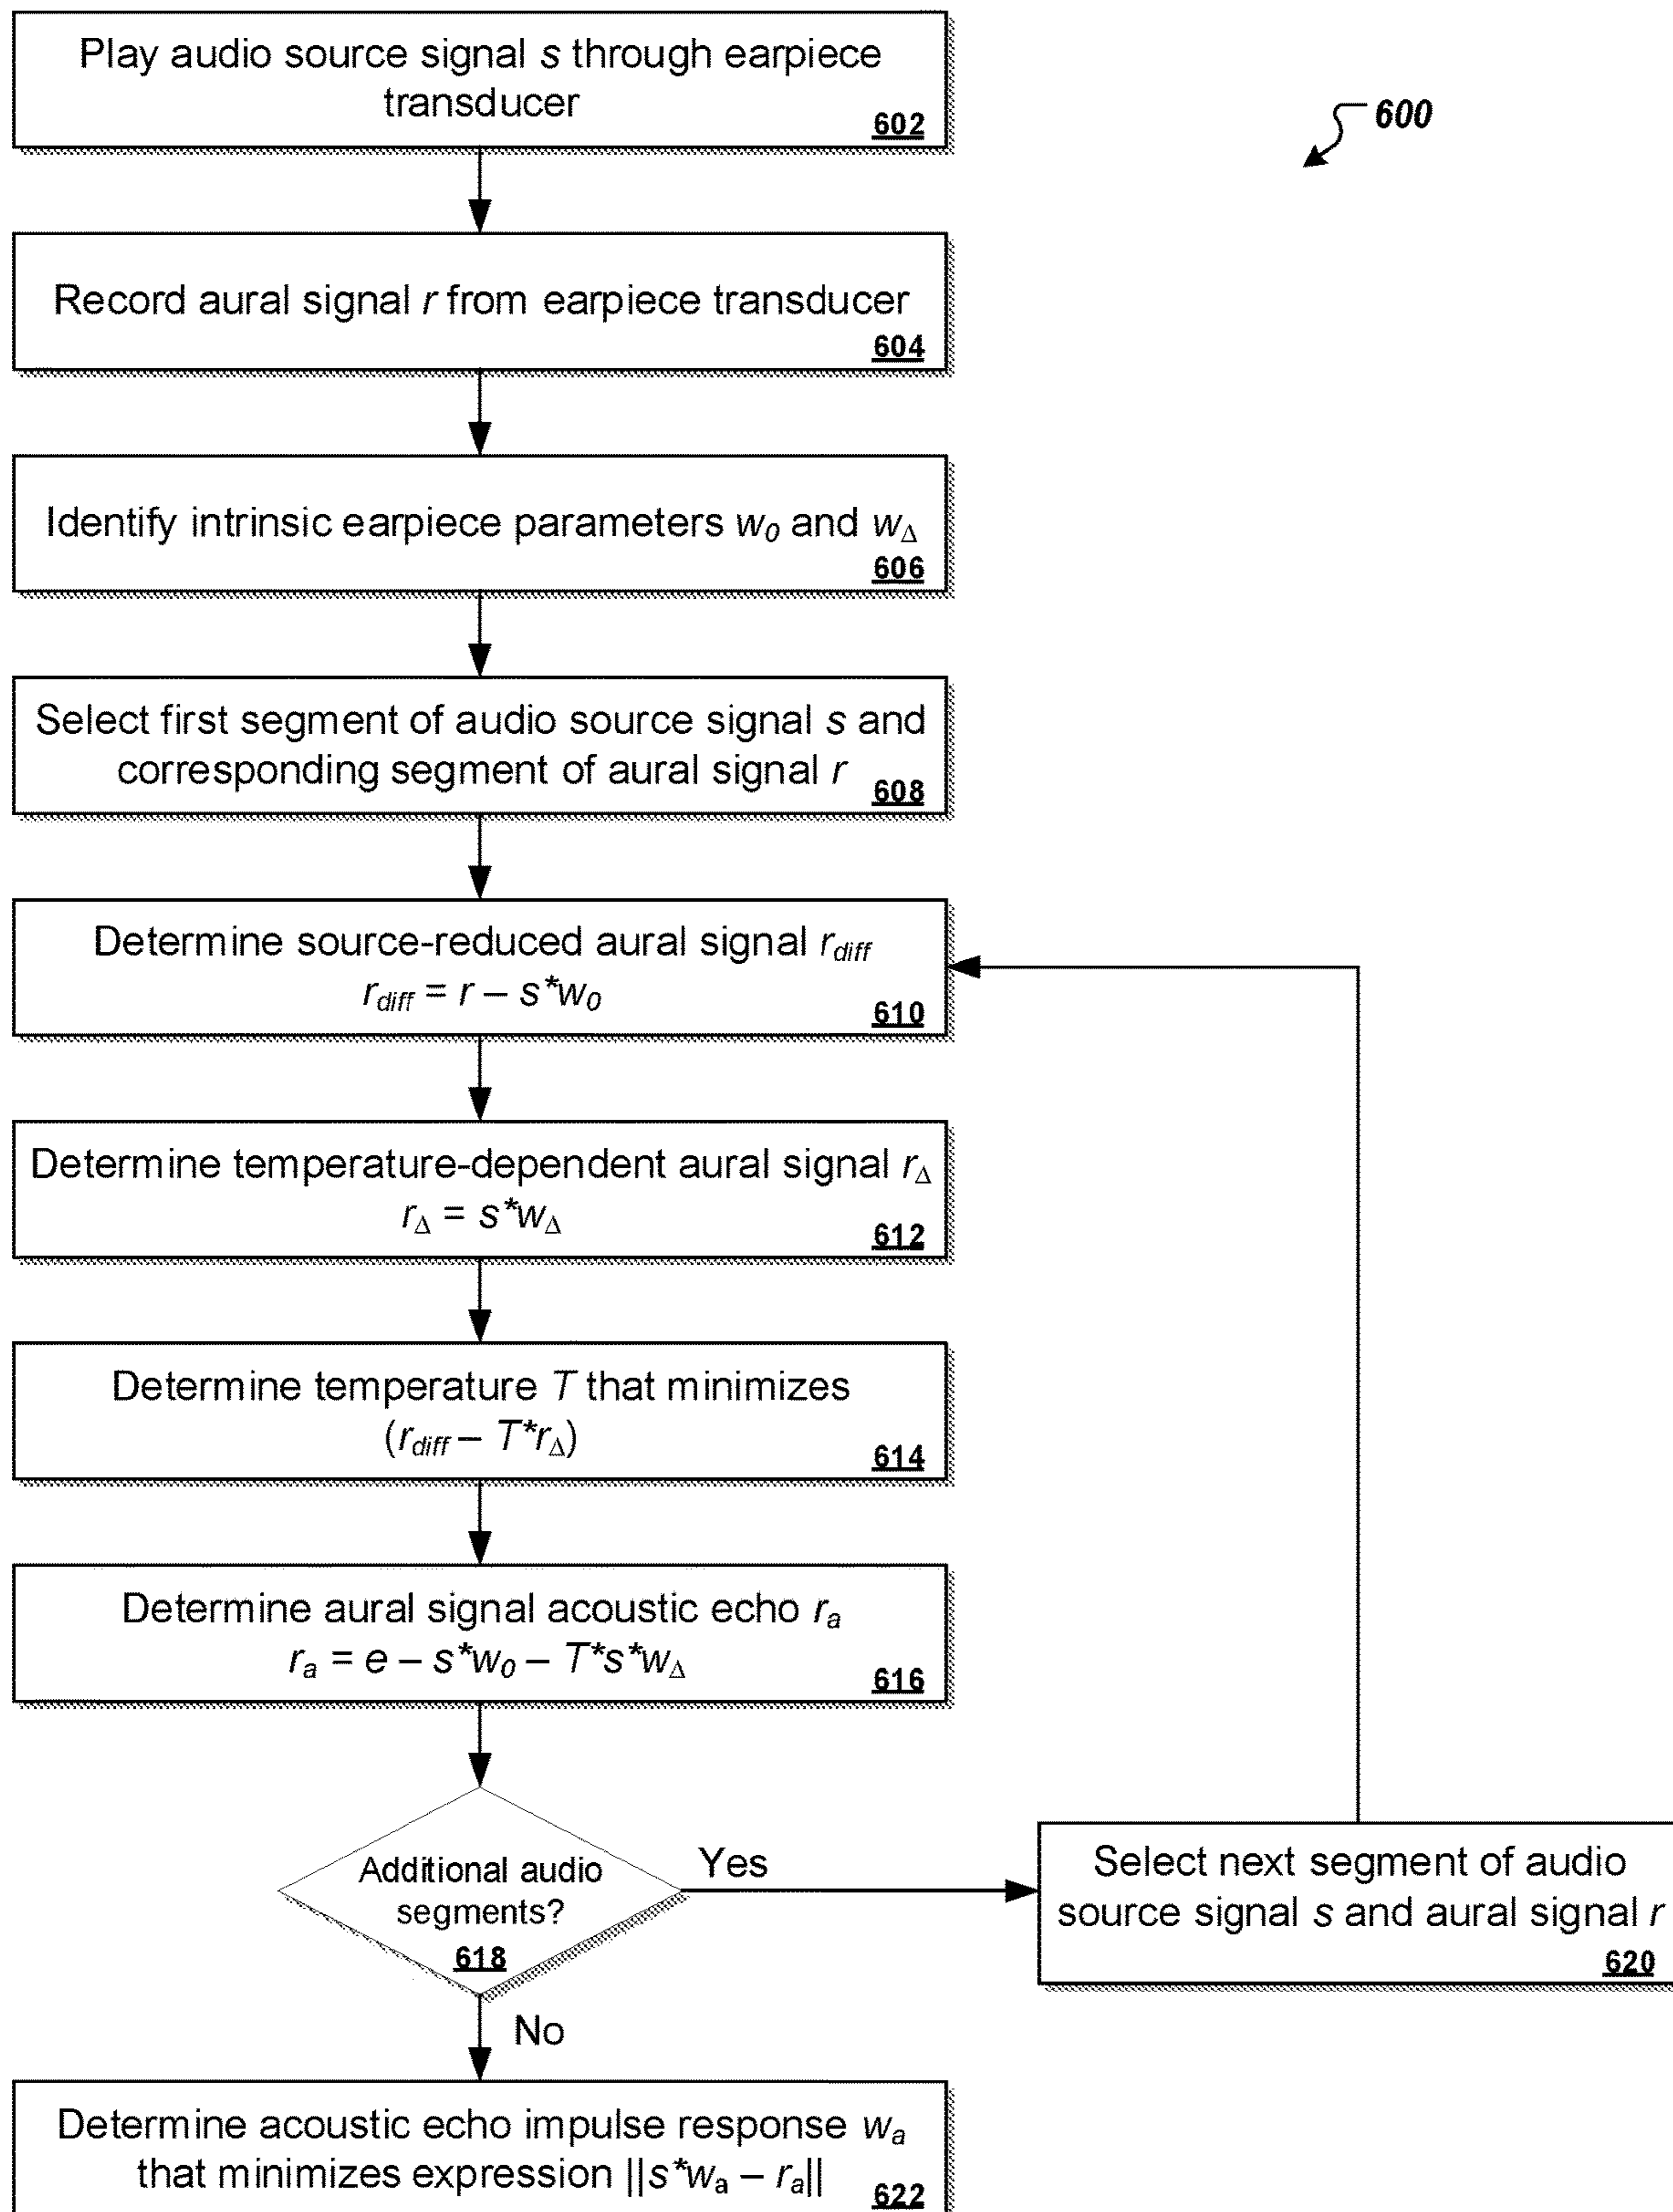 Play audio source signal s through earpiece
transducer
602
600
Record aural signal r from earpiece transducer
604
Identify intrinsic earpiece parameters w0 and wΔ
606
Select first segment of audio source signal s and
corresponding segment of aural signal r
608
Determine source-reduced aural signal rdiff
rdiff = r – s*w0
610
Determine temperature-dependent aural signal rΔ
rΔ = s*wΔ
612
Determine temperature T that minimizes
(rdiff – T*rΔ)
614
Determine aural signal acoustic echo ra
ra = e – s*w0 – T*s*wΔ
616
Additional audio
segments?
618
Yes
Select next segment of audio
source signal s and aural signal r
620
No
Determine acoustic echo impulse response wa
that minimizes expression ||s*wa – ra||
622